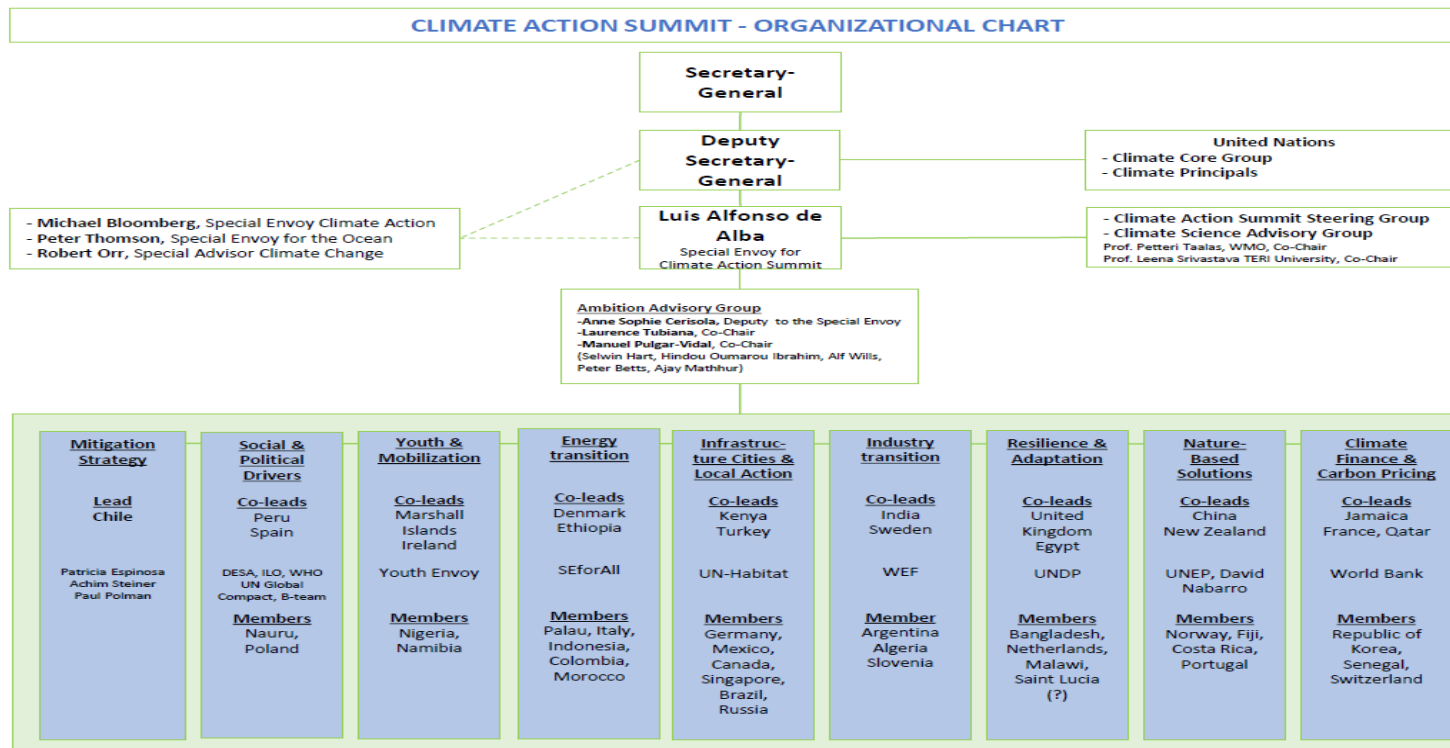 CLIMATE ACTION SUMMIT - ORGANIZATIONAL CHART
Secretary-
General
Deputy
Secretary-
General
United Nations
- Climate Core Group
- Climate Principals
- Michael Bloomberg, Special Envoy Climate Action
- Peter Thomson, Special Envoy for the Ocean
- Robert Orr, Special Advisor Climate Change
Luis Alfonso de
Alba
Special Envoy for
Climate Action Summit
- Climate Action Summit Steering Group
- Climate Science Advisory Group
Prof. Petteri Taalas, WMO, Co-Chair
Prof. Leena Srivastava TERI University, Co-Chair
Ambition Advisory Group
-Anne Sophie Cerisola, Deputy to the Special Envoy
-Laurence Tubiana, Co-Chair
-Manuel Pulgar-Vidal, Co-Chair
(Selwin Hart, Hindou Oumarou Ibrahim, Alf Wills,
Peter Betts, Ajay Mathhur)
Mitigation
Strategy
Lead
Chile
Patricia Espinosa
Achim Steiner
Paul Polman
Social &
Political
Drivers
Co-leads
Peru
Spain
DESA, ILO, WHO
UN Global
Compact, B-team
Members
Nauru,
Poland
Youth &
Mobilization
Co-leads
Marshall
Islands
Ireland
Youth Envoy
Members
Nigeria,
Namibia
Energy
transition
Co-leads
Denmark
Ethiopia
SEforAll
Members
Palau, Italy,
Indonesia,
Colombia,
Morocco
Infrastruc-
ture Cities &
Local Action
Co-leads
Kenya
Turkey
UN-Habitat
Members
Germany,
Mexico,
Canada,
Singapore,
Brazil,
Russia
Industry
transition
Co-leads
India
Sweden
WEF
Member
Argentina
Algeria
Slovenia
Resilience &
Adaptation
Co-leads
United
Kingdom
Egypt
UNDP
Members
Bangladesh,
Netherlands,
Malawi,
Saint Lucia
(?)
Nature-
Based
Solutions
Co-leads
China
New Zealand
UNEP, David
Nabarro
Members
Norway, Fiji,
Costa Rica,
Portugal
Climate
Finance &
Carbon Pricing
Co-leads
Jamaica
France, Qatar
World Bank
Members
Republic of
Korea,
Senegal,
Switzerland